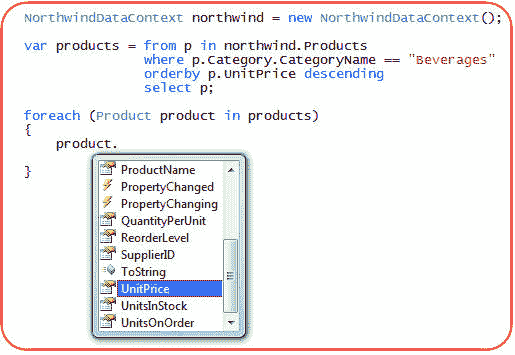 NorthwindDataContext northwind = new NorthwindDataContext();
var products = from p in northwind.Products
where p.Category.CategoryName == "Beverages"
orderby p.UnitPrice descending
select p;
foreach (Product product in products)
{
product.
ProductName
PropertyChanged
PropertyChanging
QuantityPerUnit
ReorderLevel
SupplierID
ToString
UnitPrice
UnitsInStock
UnitsOnOrder
}